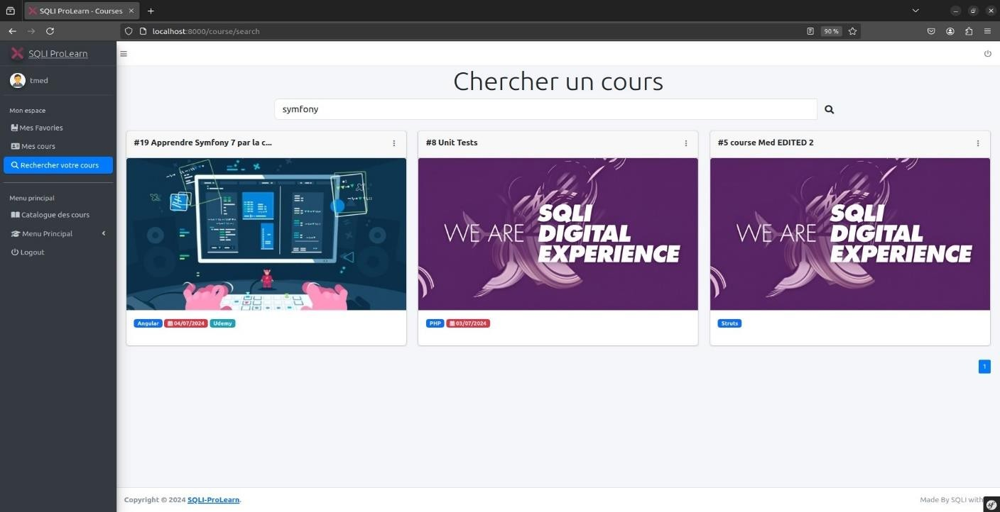 SQLI ProLearn - Courses
localhost:8000/course/search
90 %
SQLI ProLearn
tmed
Mon espace
Mes Favories
Mes cours
Rechercher votre cours
Menu principal
Catalogue des cours
Menu Principal
Logout
Chercher un cours
symfony
#19 Apprendre Symfony 7 par la c...
Angular 04/07/2024 Udemy
#8 Unit Tests
WE ARE SQLI
DIGITAL
EXPERIENCE
PHP 03/07/2024
#5 course Med EDITED 2
WE ARE SQLI
DIGITAL
EXPERIENCE
Struts
1
Copyright © 2024 SQLI-ProLearn.
Made By SQLI with
sf